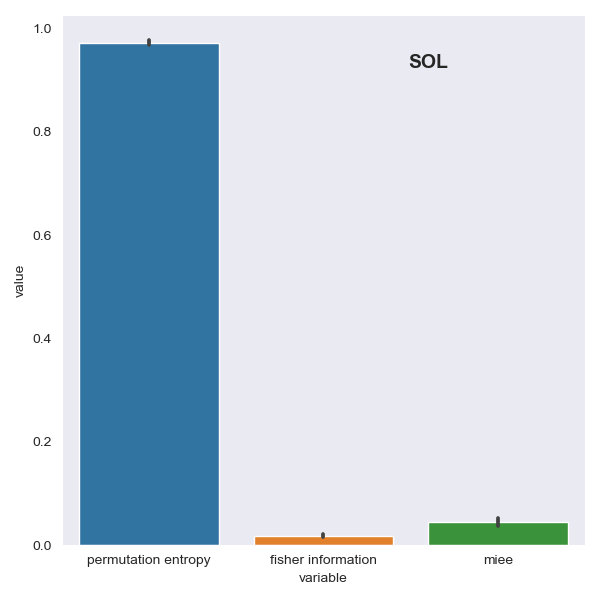 1.0
SOL
0.8
0.6
value
0.4
0.2
0.0
permutation entropy fisher information miee
variable